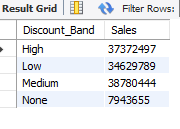 Result Grid Filter Rows:
Discount_Band Sales
High 37372497
Low 34629789
Medium 38780444
None 7943655